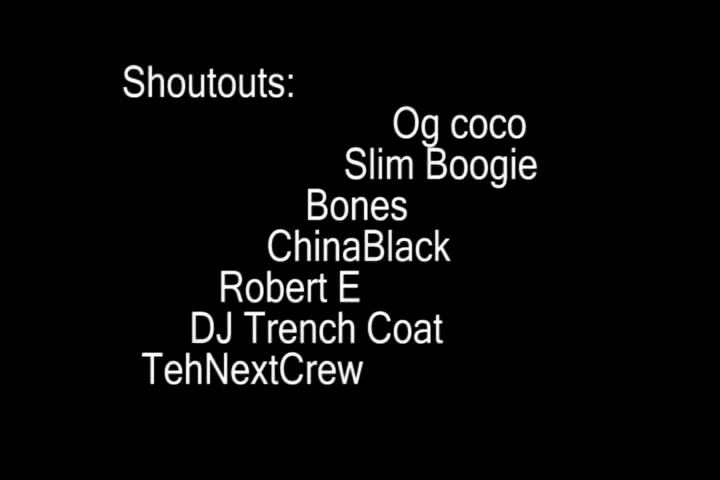 Shoutouts:
Og coco
Slim Boogie
Bones
ChinaBlack
Robert E
DJ Trench Coat
TehNextCrew